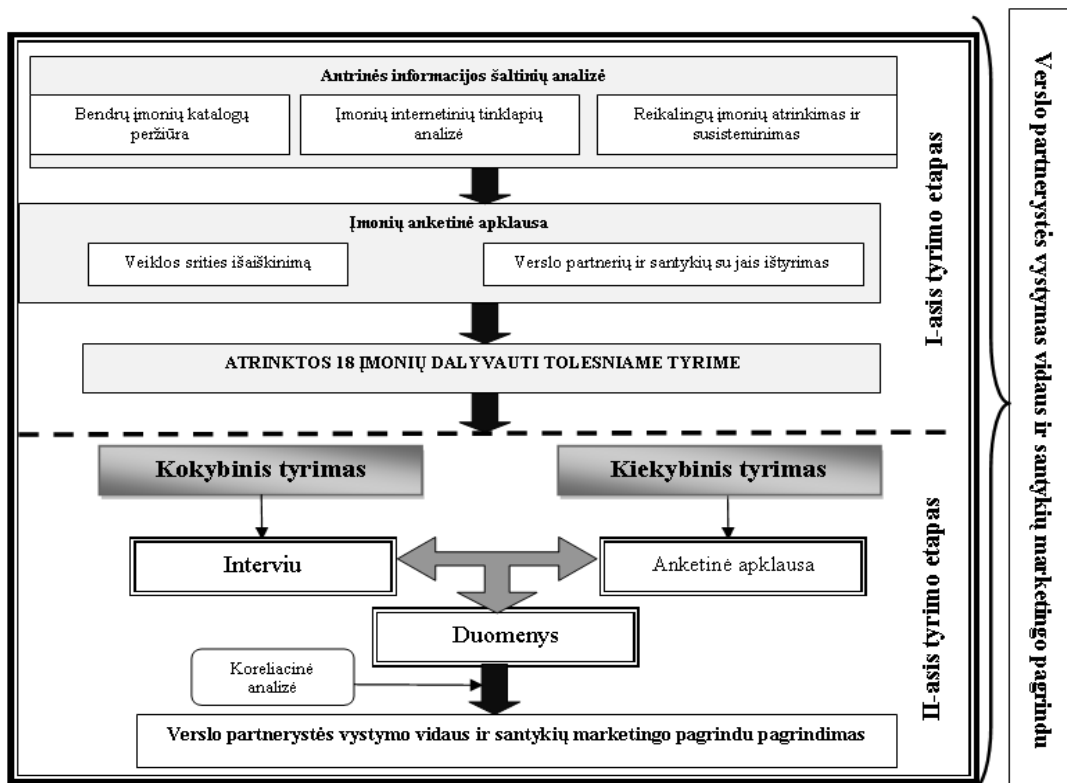 Antrinės informacijos šaltinių analizė
Bendrų įmonių katalogų
peržiūra
Įmonių internetinių tinklapių
analizė
Reikalingų įmonių atrinkimas ir
susisteminimas
Įmonių anketinė apklausa
Veiklos srities išaiškinimą
Verslo partnerių ir santykių su jais ištyrimas
ATRINKTOS 18 ĮMONIŲ DALYVAUTI TOLESNIAME TYRIME
I-asis tyrimo etapas
Kokybinis tyrimas
Kiekybinis tyrimas
Interviu
Anketinė apklausa
Duomenys
Koreliacinė
analizė
Verslo partnerystės vystymo vidaus ir santykių marketingo pagrindu pagrindimas
II-asis tyrimo etapas
Verslo partnerystės vystymas vidaus ir santykių marketingo pagrindu